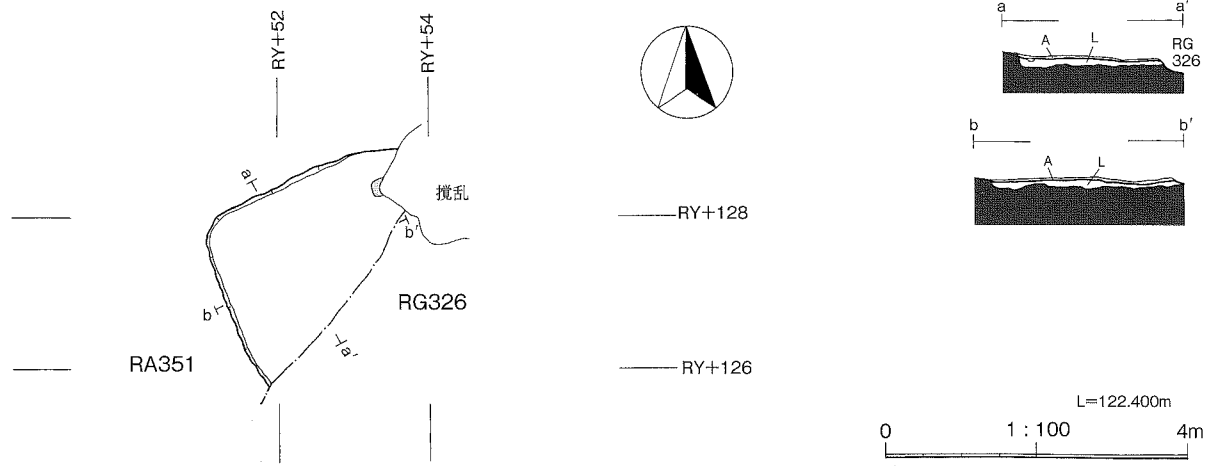 RY+52
RY+54
a
a'
A
L
RG
326
b
b'
A
L
a
撹乱
RY+128
b'
RG326
b
a'
RA351
RY+126
L=122.400m
0
1：100
4m